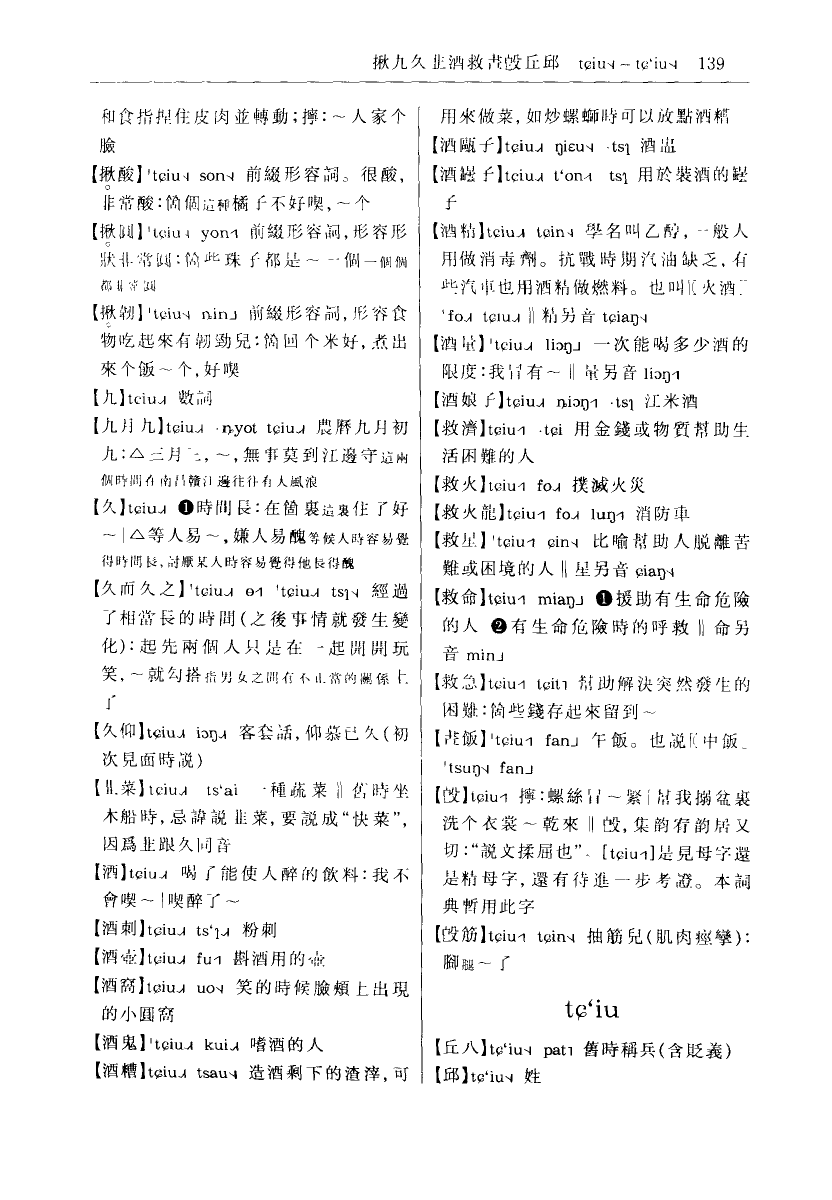 揪九久韭酒救𠴨㲃丘邱 tɕiu˧˩－tɕʻiu˧˩ 139
和食指捏住皮肉並轉動；擰：～人家个
臉
【揪酸】ˈtɕiu˧˩ son˧˩ 前綴形容詞。很酸，
非常酸：箇個這種橘子不好喫，～个
【揪圓】ˈtɕiu˧˩ yon˦ 前綴形容詞，形容形
狀非常圓：箇些珠子都是～一個一個個
都非常圓
【揪韌】ˈtɕiu˧˩ ȵin˩ 前綴形容詞，形容食
物吃起來有韌勁兒：箇回个米好，煮出
來个飯～个，好喫
【九】tɕiu˨˩˧ 數詞
【九月九】tɕiu˨˩˧ ·ȵyot tɕiu˨˩˧ 農曆九月初
九：△三月三，～，無事莫到江邊守這兩
個時間在南昌贛江邊往往有大風浪
【久】tɕiu˨˩˧ ❶時間長：在箇裏這裏住了好
～｜△等人易～，嫌人易醜等候人時容易覺
得時間長，討厭某人時容易覺得他長得醜
【久而久之】ˈtɕiu˨˩˧ ɵ˦ ˈtɕiu˨˩˧ tsɿ˧˩ 經過
了相當長的時間（之後事情就發生變
化）：起先兩個人只是在一起開開玩
笑，～就勾搭指男女之間有不正當的關係上
了
【久仰】tɕiu˨˩˧ iɔŋ˨˩˧ 客套話，仰慕已久（初
次見面時説）
【韭菜】tɕiu˨˩˧ tsʻai 一種蔬菜‖舊時坐
木船時，忌諱説韭菜，要説成“快菜”，
因爲韭跟久同音
【酒】tɕiu˨˩˧ 喝了能使人醉的飲料：我不
會喫～｜喫醉了～
【酒刺】tɕiu˨˩˧ tsʻɿ˨˩˧ 粉刺
【酒壺】tɕiu˨˩˧ fu˦ 斟酒用的壺
【酒窩】tɕiu˨˩˧ uo˧˩ 笑的時候臉頰上出現
的小圓窩
【酒鬼】ˈtɕiu˨˩˧ kui˨˩˧ 嗜酒的人
【酒糟】tɕiu˨˩˧ tsau˧˩ 造酒剩下的渣滓，可
用來做菜，如炒螺螄時可以放點酒糟
【酒甌子】tɕiu˨˩˧ ŋiɛu˧˩ ·tsɿ 酒盅
【酒罎子】tɕiu˨˩˧ tʻon˦ tsɿ 用於裝酒的罎
子
【酒精】tɕiu˨˩˧ tɕin˧˩ 學名叫乙醇，一般人
用做消毒劑。抗戰時期汽油缺乏，有
些汽車也用酒精做燃料。也叫〖火酒〗
ˈfo˨˩˧ tɕiu˨˩˧‖精另音 tɕiaŋ˧˩
【酒量】ˈtɕiu˨˩˧ liɔŋ˩ 一次能喝多少酒的
限度：我冒有～‖量另音 liɔŋ˦
【酒娘子】tɕiu˨˩˧ ȵiɔŋ˦ ·tsɿ 江米酒
【救濟】tɕiu˦ ·tɕi 用金錢或物質幫助生
活困難的人
【救火】tɕiu˦ fo˨˩˧ 撲滅火災
【救火龍】tɕiu˦ fo˨˩˧ luŋ˦ 消防車
【救星】ˈtɕiu˦ ɕin˧˩ 比喻幫助人脱離苦
難或困境的人‖星另音 ɕiaŋ˧˩
【救命】tɕiu˦ miaŋ˩ ❶援助有生命危險
的人 ❷有生命危險時的呼救‖命另
音 min˩
【救急】tɕiu˦ tɕit˥ 幫助解決突然發生的
困難：箇些錢存起來留到～
【飯】ˈtɕiu˦ fan˩ 午飯。也説〖中飯〗
ˈtsuŋ˧˩ fan˩
【㲃】tɕiu˦ 擰：螺絲冒～緊｜幫我搦盆裏
洗个衣裳～乾來‖㲃，集韵宥韵居又
切：“説文揉屈也”。[tɕiu˦]是見母字還
是精母字，還有待進一步考證。本詞
典暫用此字
【㲃筋】tɕiu˦ tɕin˧˩ 抽筋兒（肌肉痙攣）：
腳腿～了
tɕʻiu
【丘八】tɕʻiu˧˩ pat˥ 舊時稱兵（含貶義）
【邱】tɕʻiu˧˩ 姓